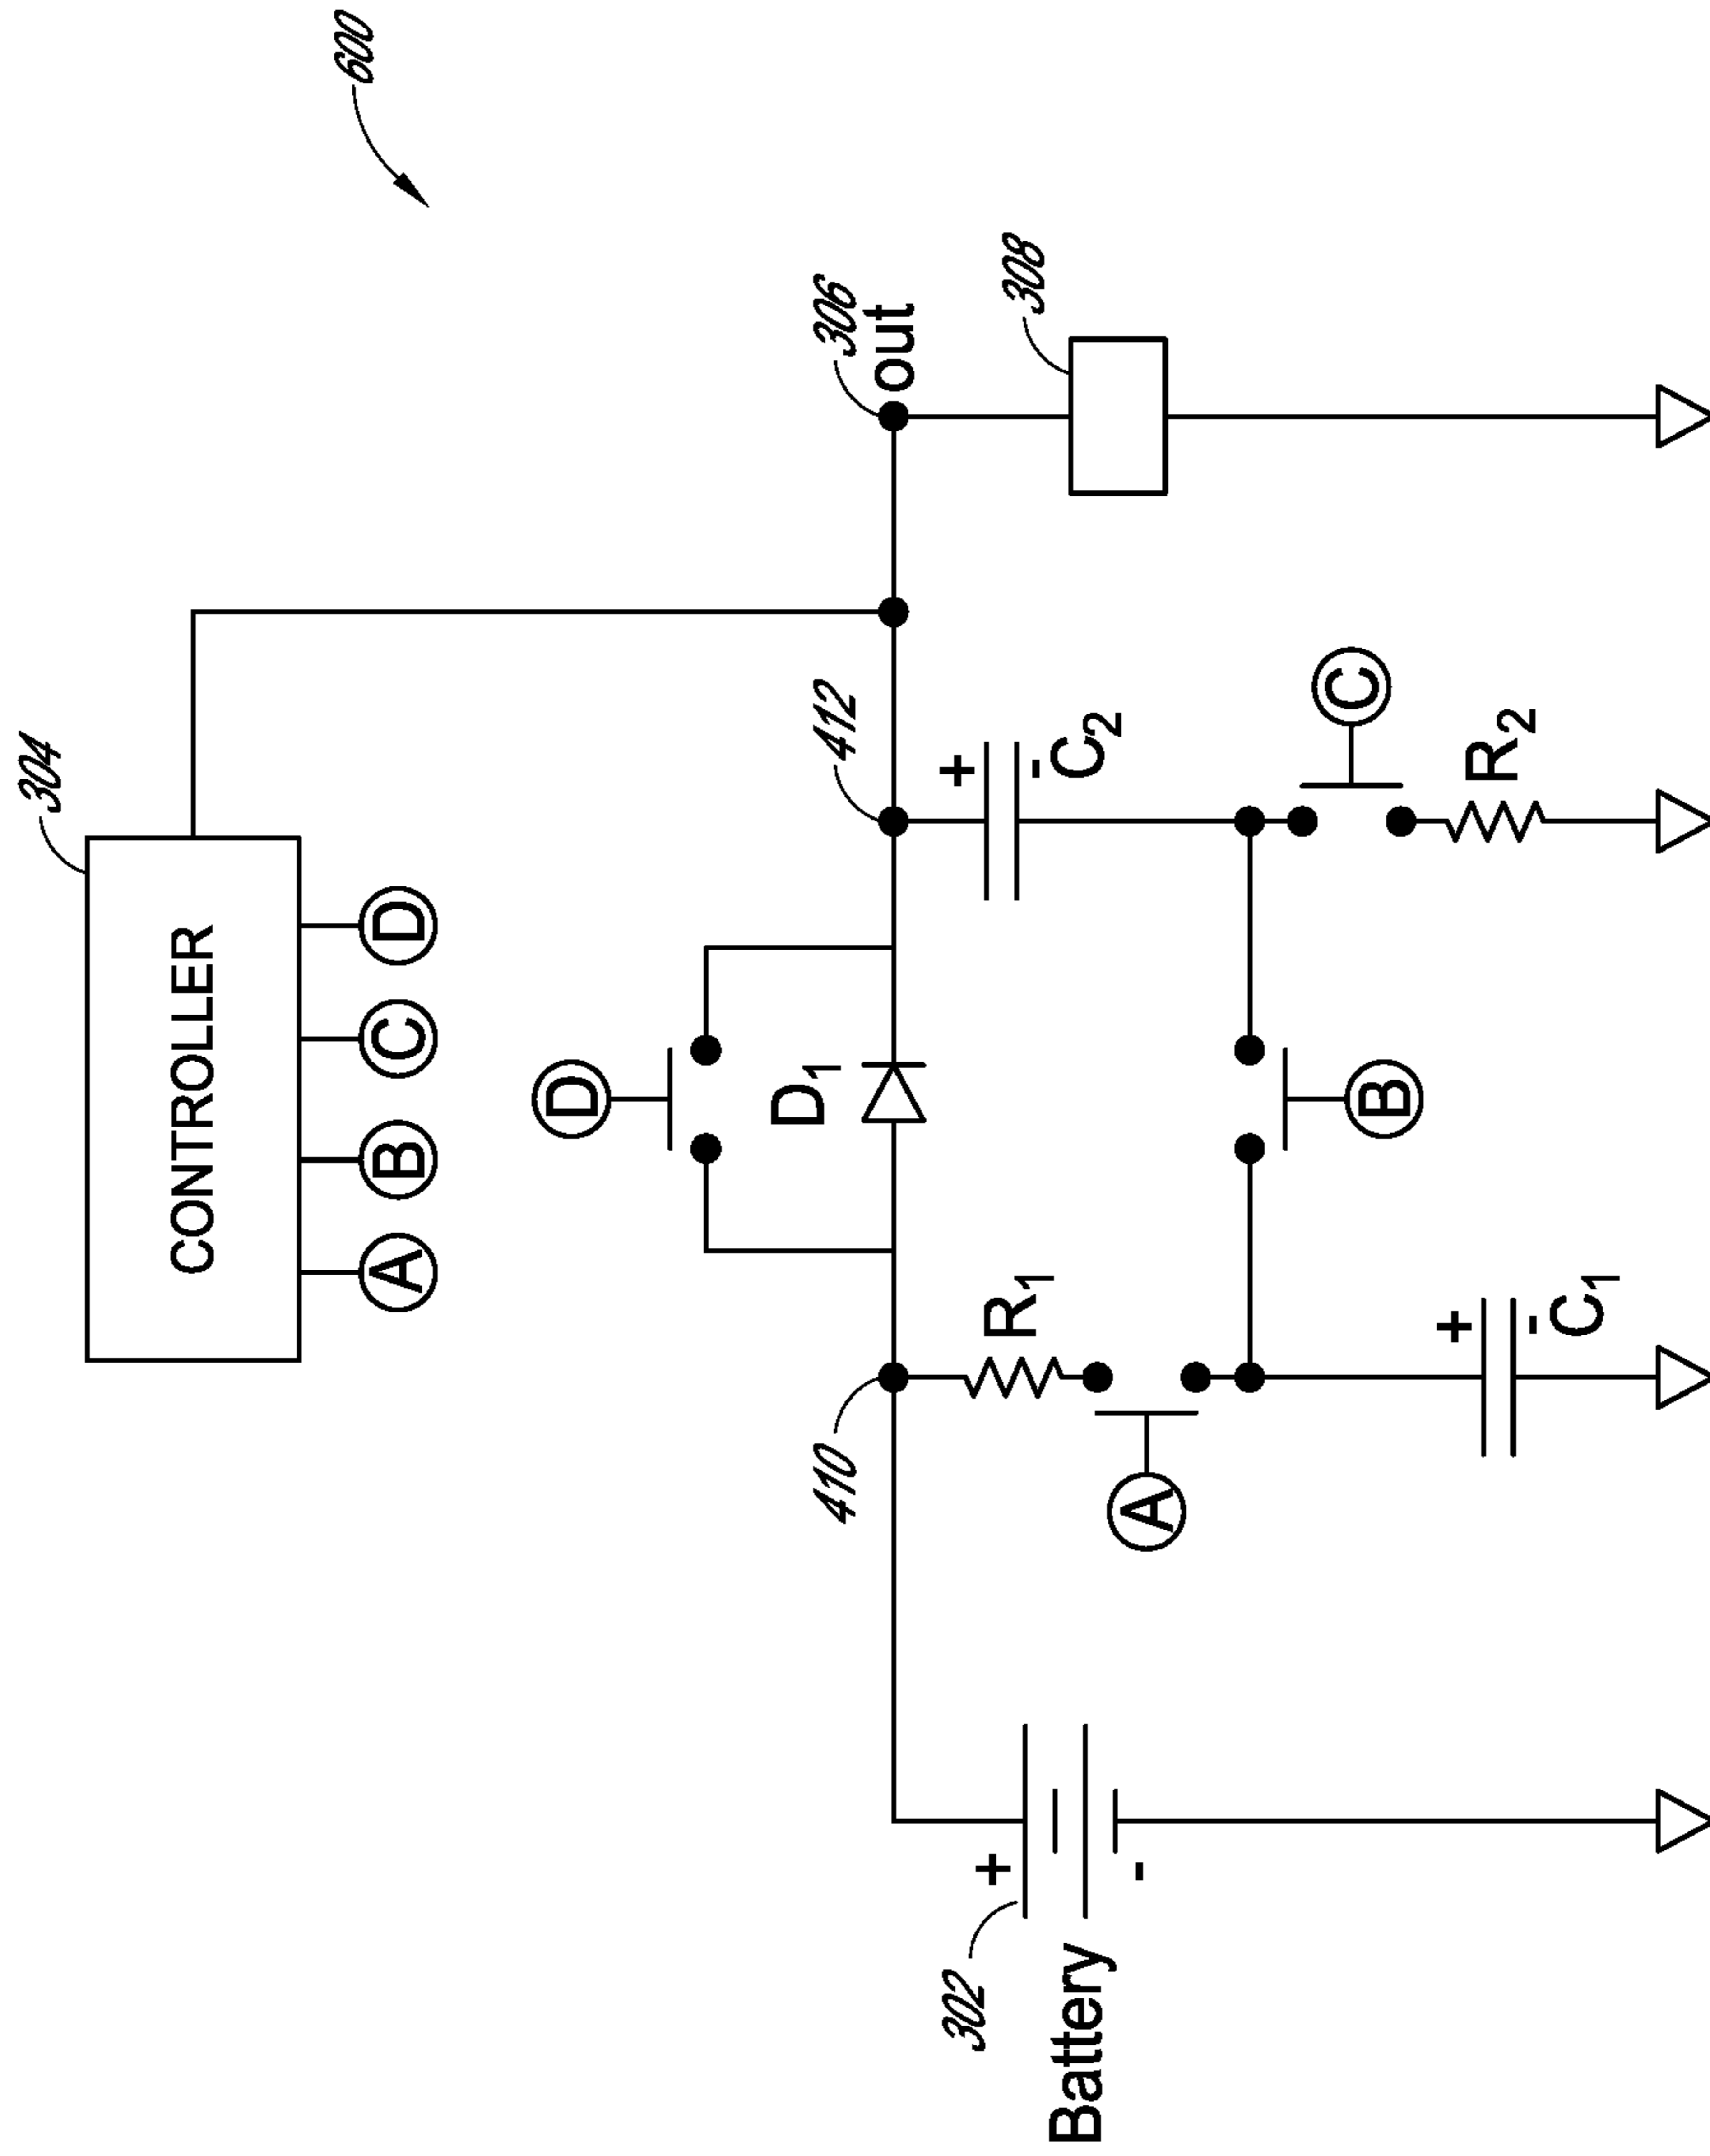 600
304
CONTROLLER
A B C D
D
D1
412
306
out
308
410
R1
A
+
-
C2
C
R2
B
302
+
-
Battery
+
-
C1